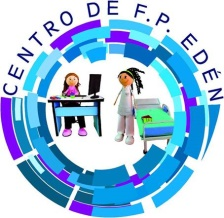 CENTRO DE F.P. EDÉN